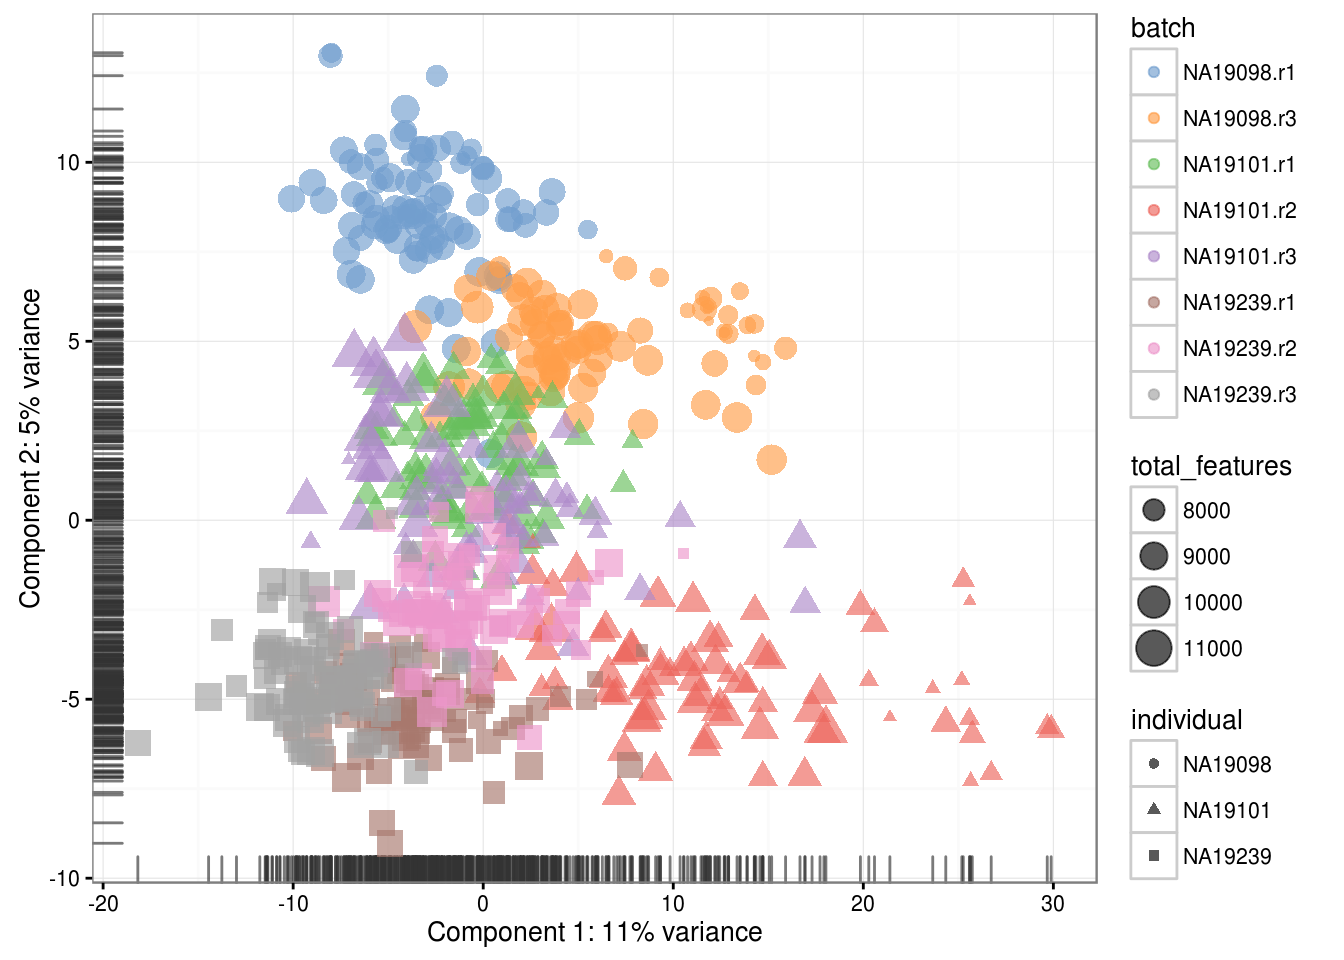 Component 2: 5% variance
10
5
0
-5
-10
-20
-10
0
10
20
30
Component 1: 11% variance
batch
NA19098.r1
NA19098.r3
NA19101.r1
NA19101.r2
NA19101.r3
NA19239.r1
NA19239.r2
NA19239.r3
total_features
8000
9000
10000
11000
individual
NA19098
NA19101
NA19239